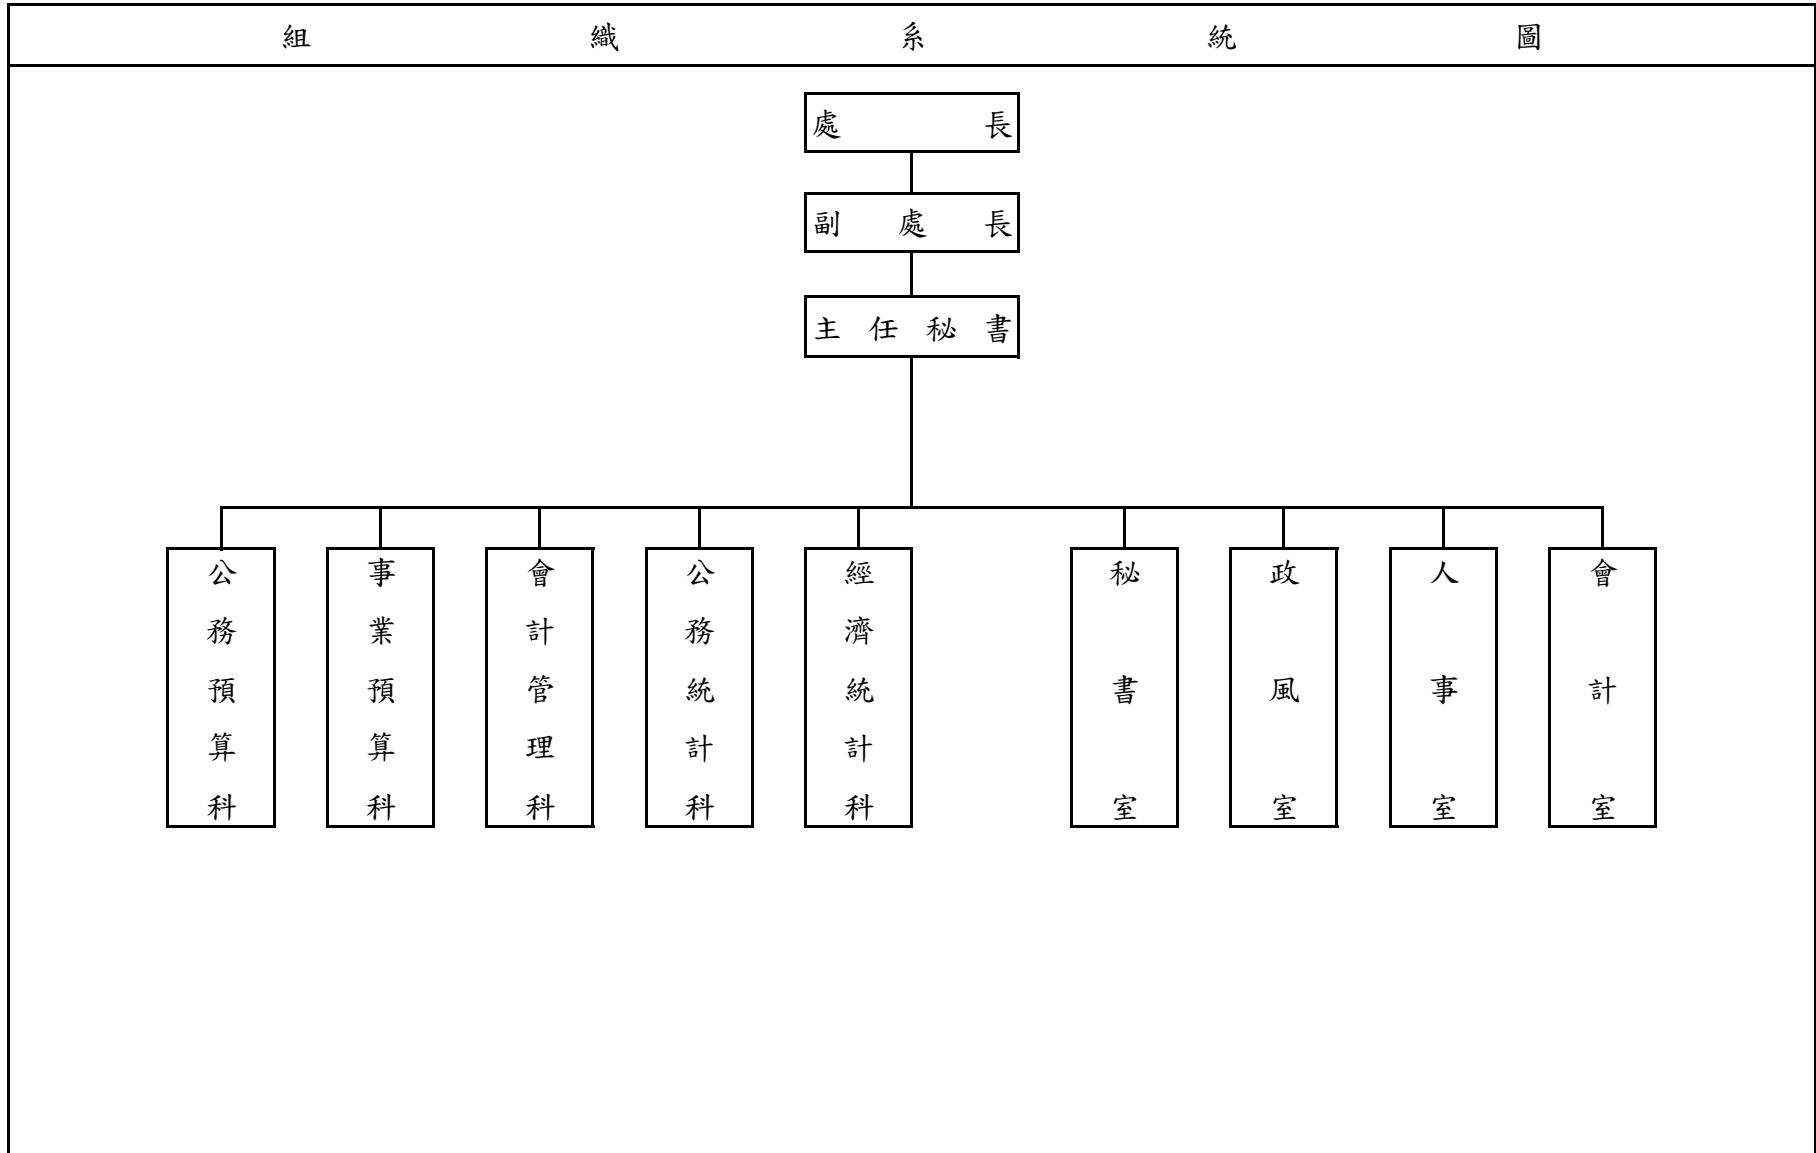 組織系統圖
處長
副處長
主任秘書
公務預算科
事業預算科
會計管理科
公務統計科
經濟統計科
秘書室
政風室
人事室
會計室